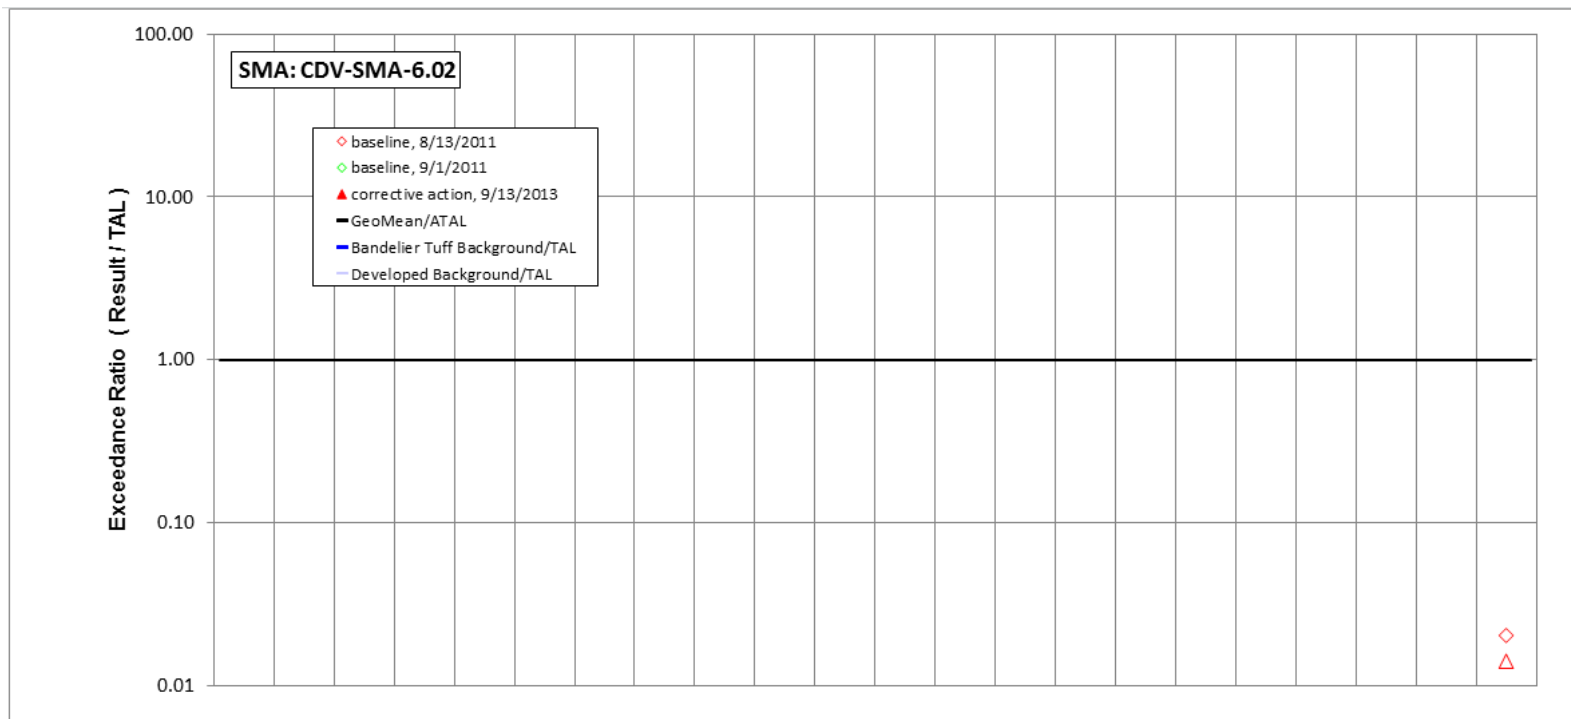 100.00
SMA: CDV-SMA-6.02
baseline, 8/13/2011
baseline, 9/1/2011
corrective action, 9/13/2013
GeoMean/ATAL
Bandelier Tuff Background/TAL
Developed Background/TAL
Exceedance Ratio ( Result / TAL )
10.00
1.00
0.10
0.01